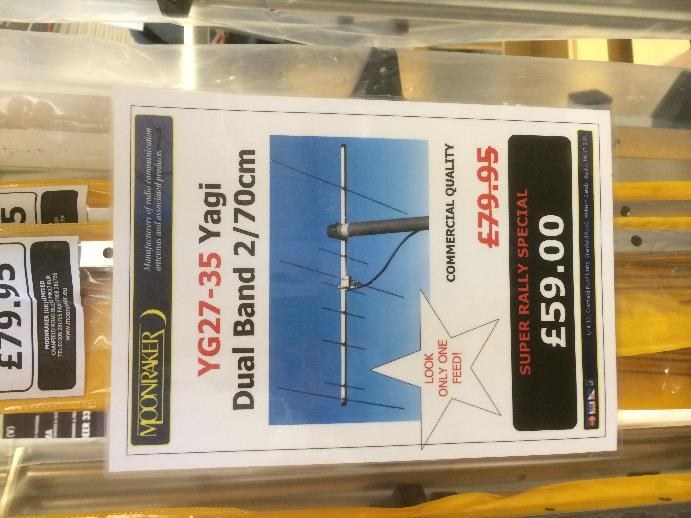 MOONRAKER
Manufacturers of radio communication
antennas and associated products
YG27-35 Yagi
Dual Band 2/70cm
LOOK
ONLY ONE
FEED!
COMMERCIAL QUALITY
£79.95
SUPER RALLY SPECIAL
£59.00
£79.95
MOONRAKER (UK) LIMITED